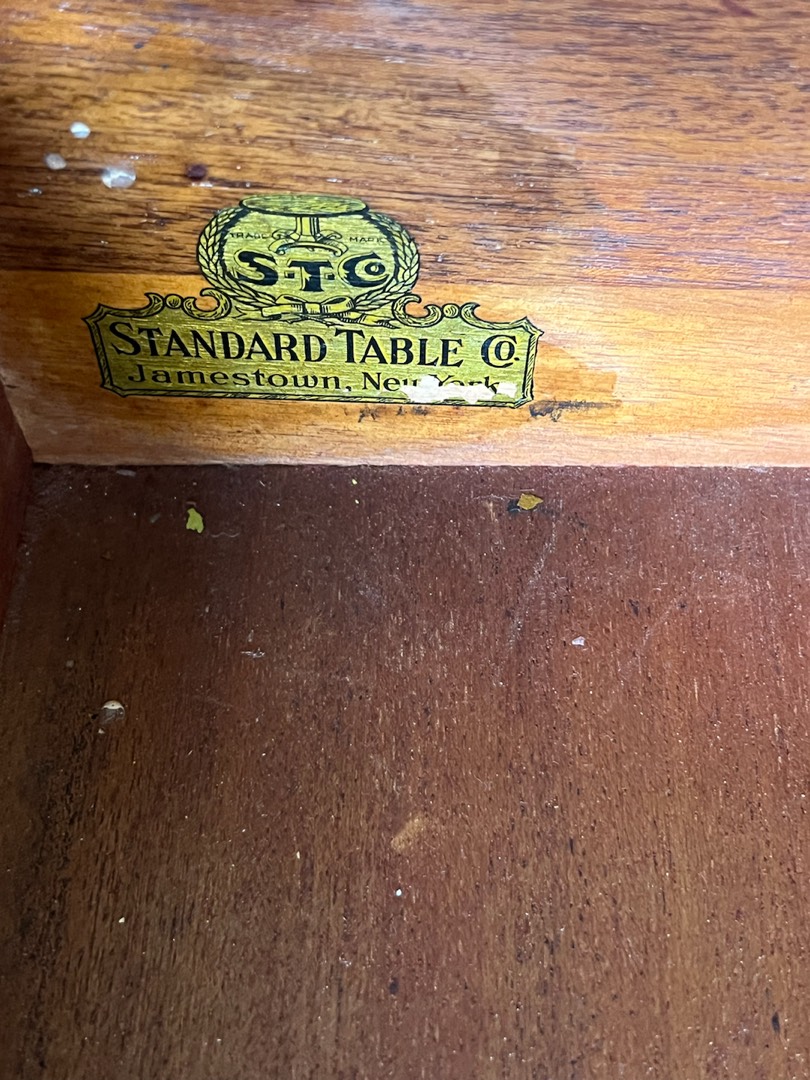 TRADE MARK
S.T.Co
STANDARD TABLE CO.
Jamestown, New York